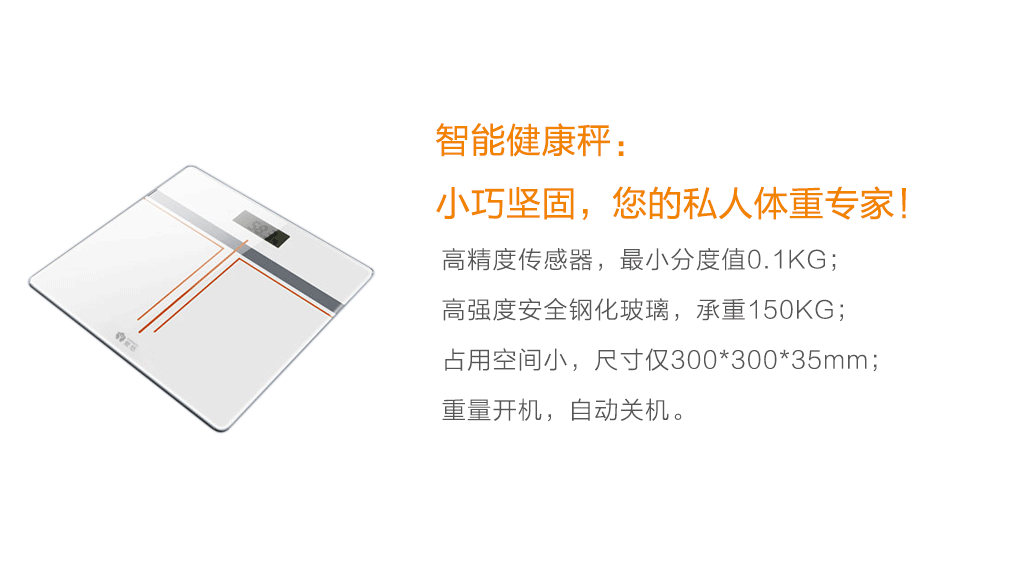 智能健康秤：
小巧坚固，您的私人体重专家！
高精度传感器，最小分度值0.1KG；
高强度安全钢化玻璃，承重150KG；
占用空间小，尺寸仅300*300*35mm；
重量开机，自动关机。